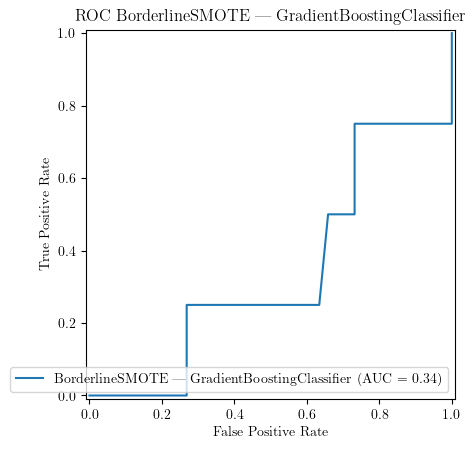 ROC BorderlineSMOTE — GradientBoostingClassifier
1.0
0.8
0.6
0.4
0.2
0.0
True Positive Rate
BorderlineSMOTE — GradientBoostingClassifier (AUC = 0.34)
0.0 0.2 0.4 0.6 0.8 1.0
False Positive Rate